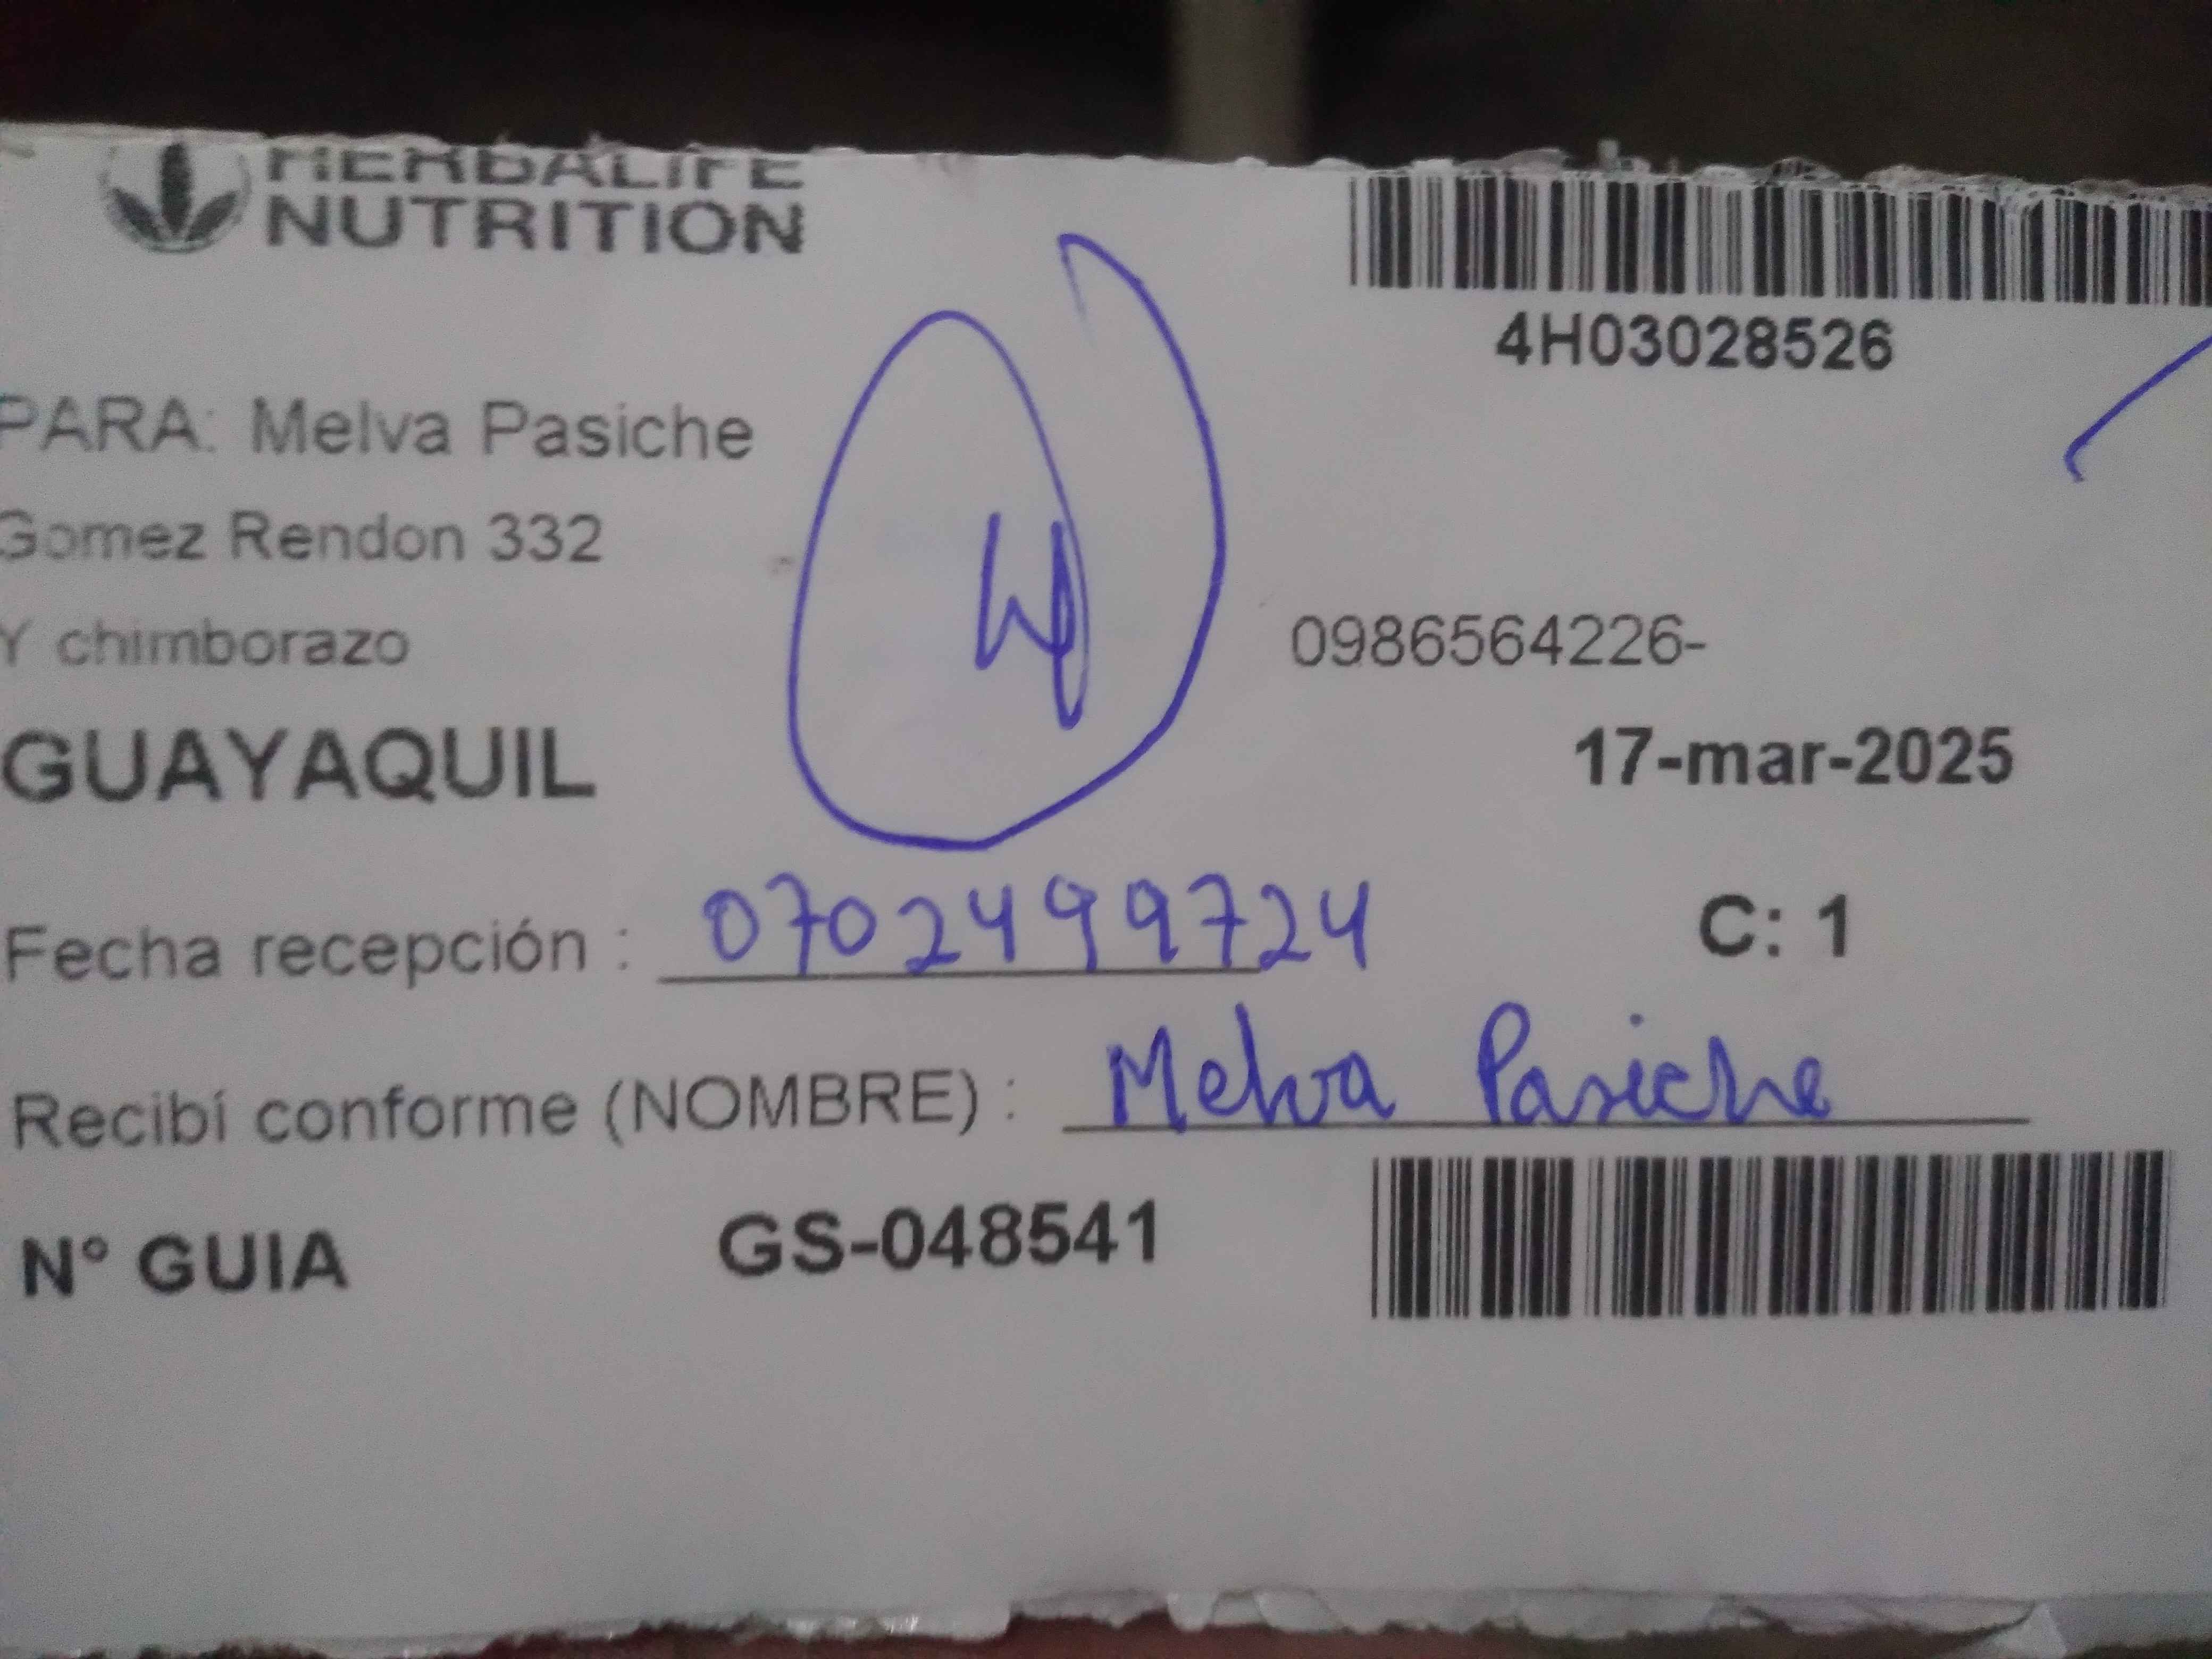 HERBALIFE
NUTRITION
4H03028526
PARA: Melva Pasiche
Gomez Rendon 332
Y chimborazo
0986564226-
GUAYAQUIL
17-mar-2025
Fecha recepción : 0702499724
C: 1
Recibí conforme (NOMBRE) : Melva Pasiche
N° GUIA GS-048541